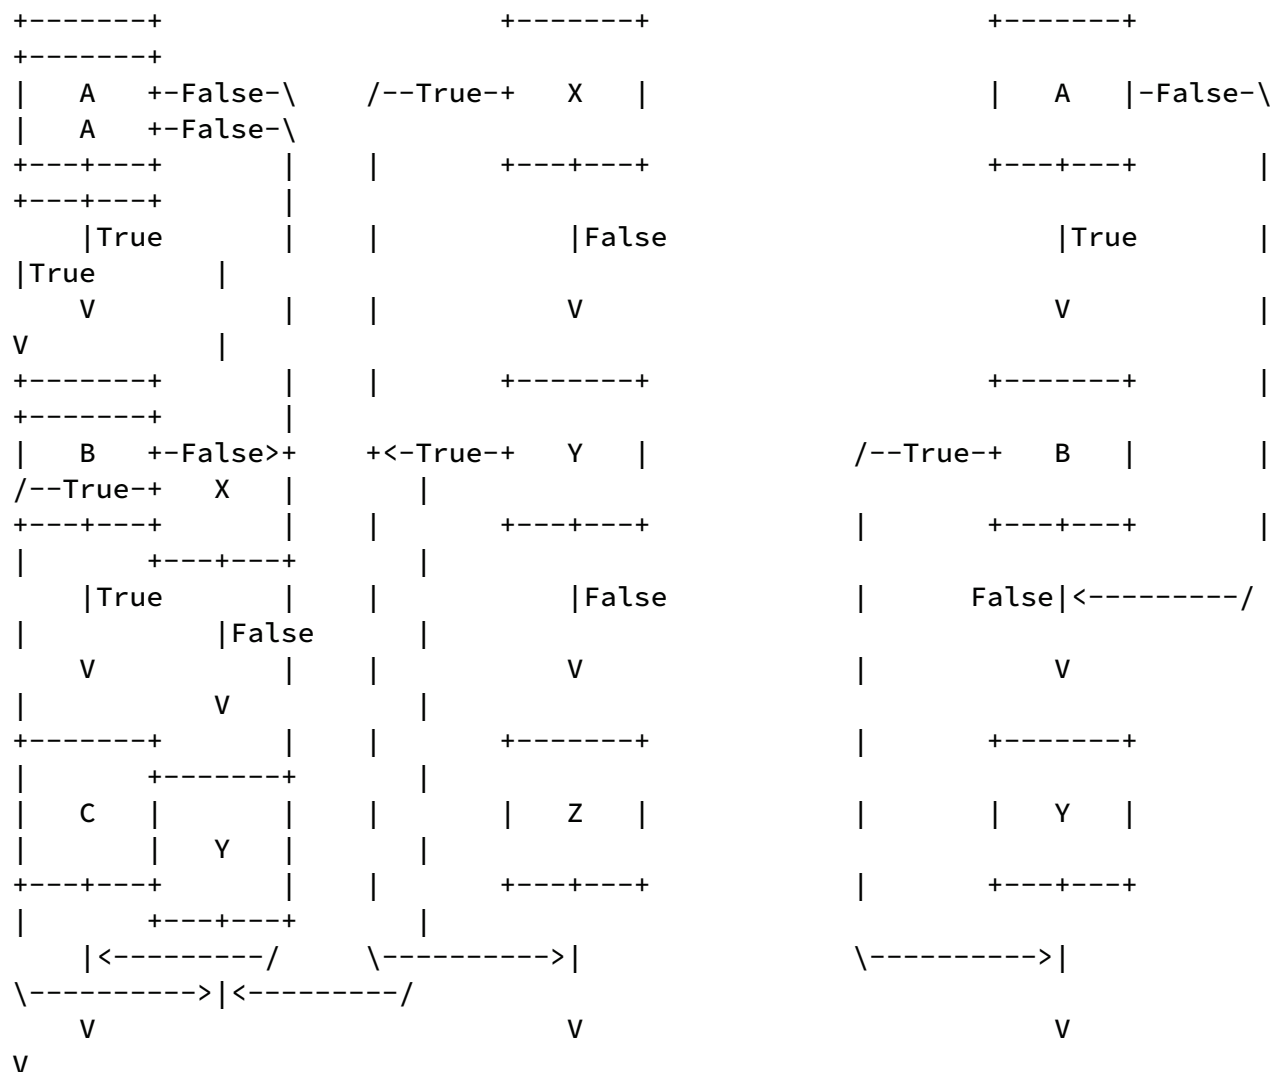 +-------+                    +-------+                    +-------+
+-------+
|   A   +-False-\    /--True-+   X   |                    |   A   |-False-\
|   A   +-False-\
+---+---+       |    |       +---+---+                    +---+---+       |
+---+---+       |
    |True       |    |           |False                       |True       |
|True       |
    V           |    |           V                            V           |
V           |
+-------+       |    |       +-------+                    +-------+       |
+-------+       |
|   B   +-False>+    +<-True-+   Y   |            /--True-+   B   |       |
/--True-+   X   |       |
+---+---+       |    |       +---+---+            |       +---+---+       |
|       +---+---+       |
    |True       |    |           |False           |      False|<---------/
|           |False      |
    V           |    |           V                |           V
|           V           |
+-------+       |    |       +-------+            |       +-------+
|       +-------+       |
|   C   |       |    |       |   Z   |            |       |   Y   |
|       |   Y   |       |
+---+---+       |    |       +---+---+            |       +---+---+
|       +---+---+       |
    |<---------/     \---------->|                \---------->|
\---------->|<---------/
    V                            V                            V
V